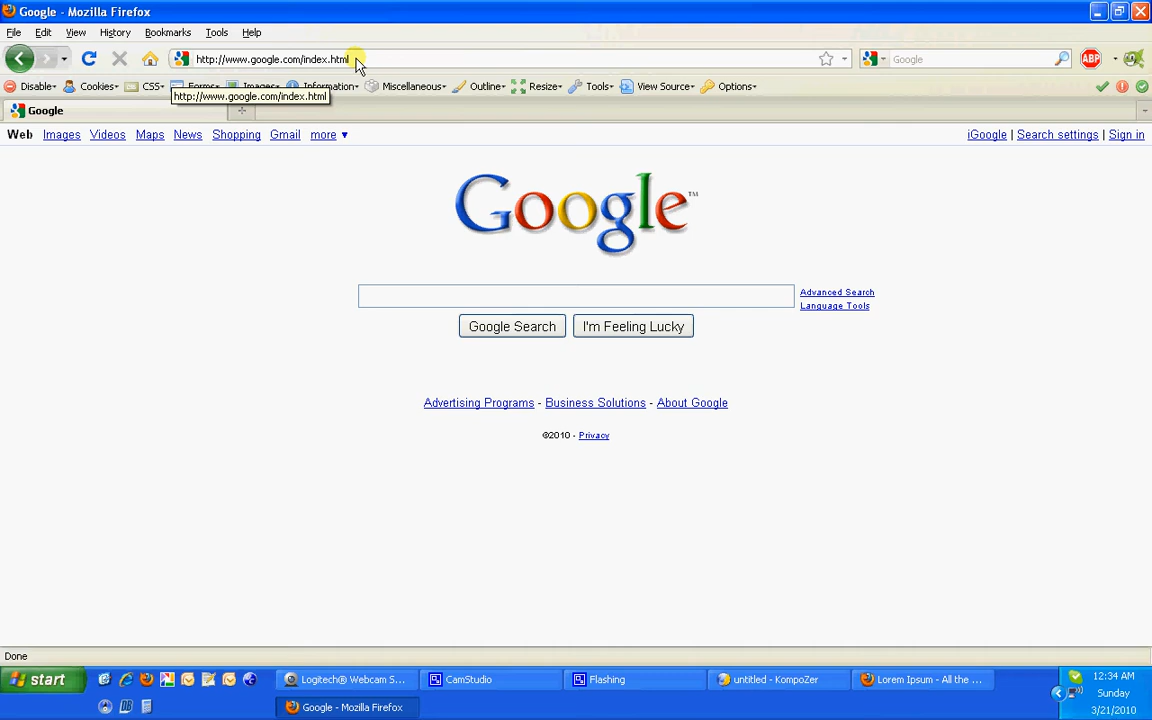 Google - Mozilla Firefox
File Edit View History Bookmarks Tools Help
http://www.google.com/index.html Google ABP
Disable Cookies CSS Forms Images Information Miscellaneous Outline Resize Tools View Source Options
http://www.google.com/index.html
Google
Web Images Videos Maps News Shopping Gmail more ▼ iGoogle | Search settings | Sign in
Google™
Advanced Search
Language Tools
Google Search I'm Feeling Lucky
Advertising Programs - Business Solutions - About Google
©2010 - Privacy
Done
start Logitech® Webcam S... CamStudio Flashing untitled - KompoZer Lorem Ipsum - All the ... 12:34 AM
Sunday
Google - Mozilla Firefox 3/21/2010